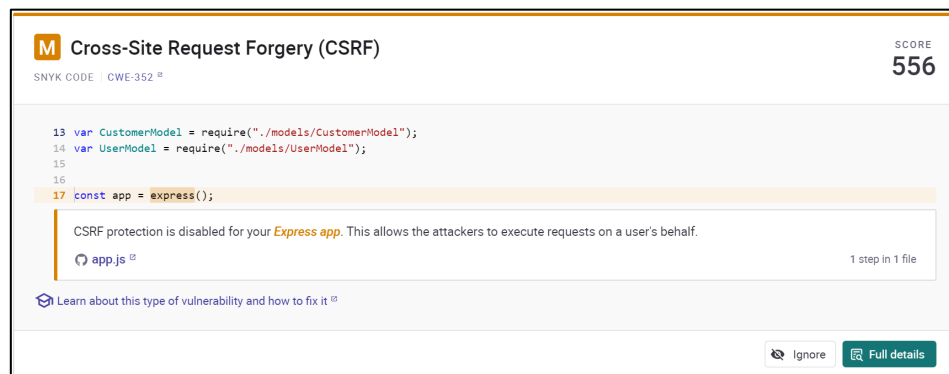 M Cross-Site Request Forgery (CSRF)
SCORE
556
SNYK CODE | CWE-352
13 var CustomerModel = require("./models/CustomerModel");
14 var UserModel = require("./models/UserModel");
15
16
17 const app = express();
CSRF protection is disabled for your Express app. This allows the attackers to execute requests on a user's behalf.
app.js
1 step in 1 file
Learn about this type of vulnerability and how to fix it
Ignore
Full details